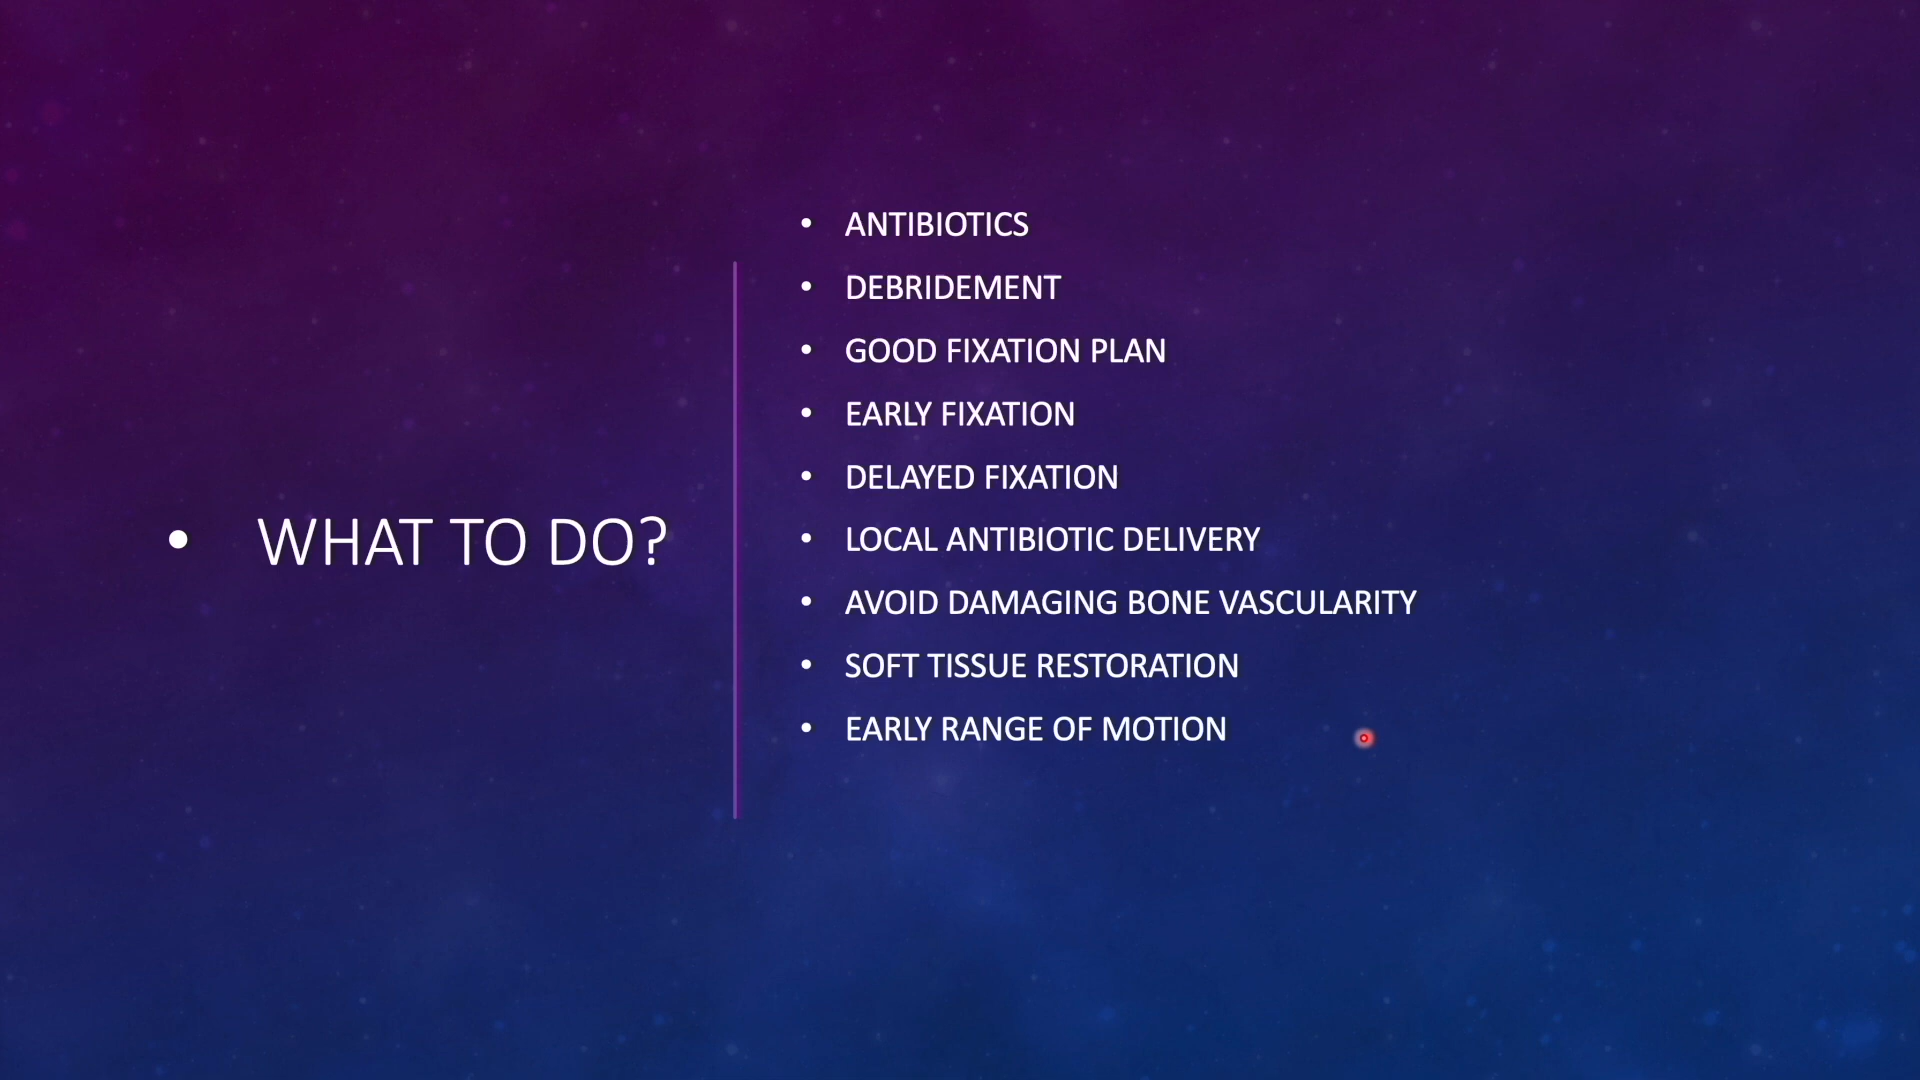 • WHAT TO DO?
• ANTIBIOTICS
• DEBRIDEMENT
• GOOD FIXATION PLAN
• EARLY FIXATION
• DELAYED FIXATION
• LOCAL ANTIBIOTIC DELIVERY
• AVOID DAMAGING BONE VASCULARITY
• SOFT TISSUE RESTORATION
• EARLY RANGE OF MOTION